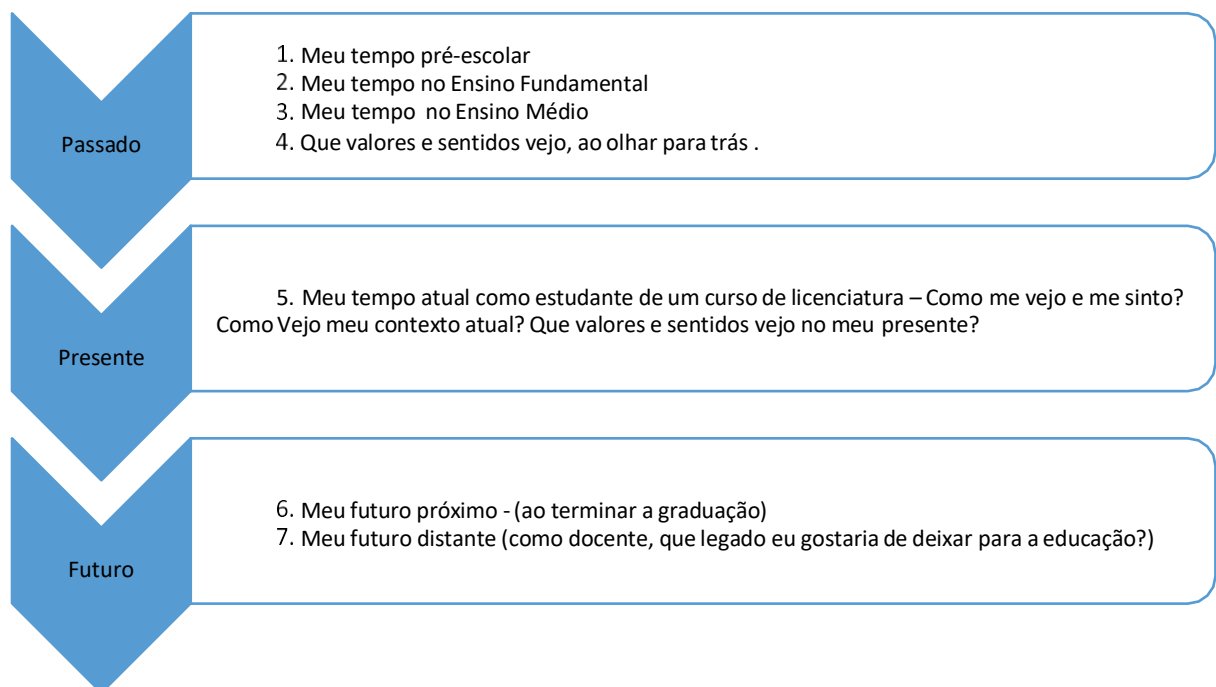 Passado
1. Meu tempo pré-escolar
2. Meu tempo no Ensino Fundamental
3. Meu tempo no Ensino Médio
4. Que valores e sentidos vejo, ao olhar para trás .
Presente
5. Meu tempo atual como estudante de um curso de licenciatura – Como me vejo e me sinto?
Como Vejo meu contexto atual? Que valores e sentidos vejo no meu presente?
Futuro
6. Meu futuro próximo - (ao terminar a graduação)
7. Meu futuro distante (como docente, que legado eu gostaria de deixar para a educação?)